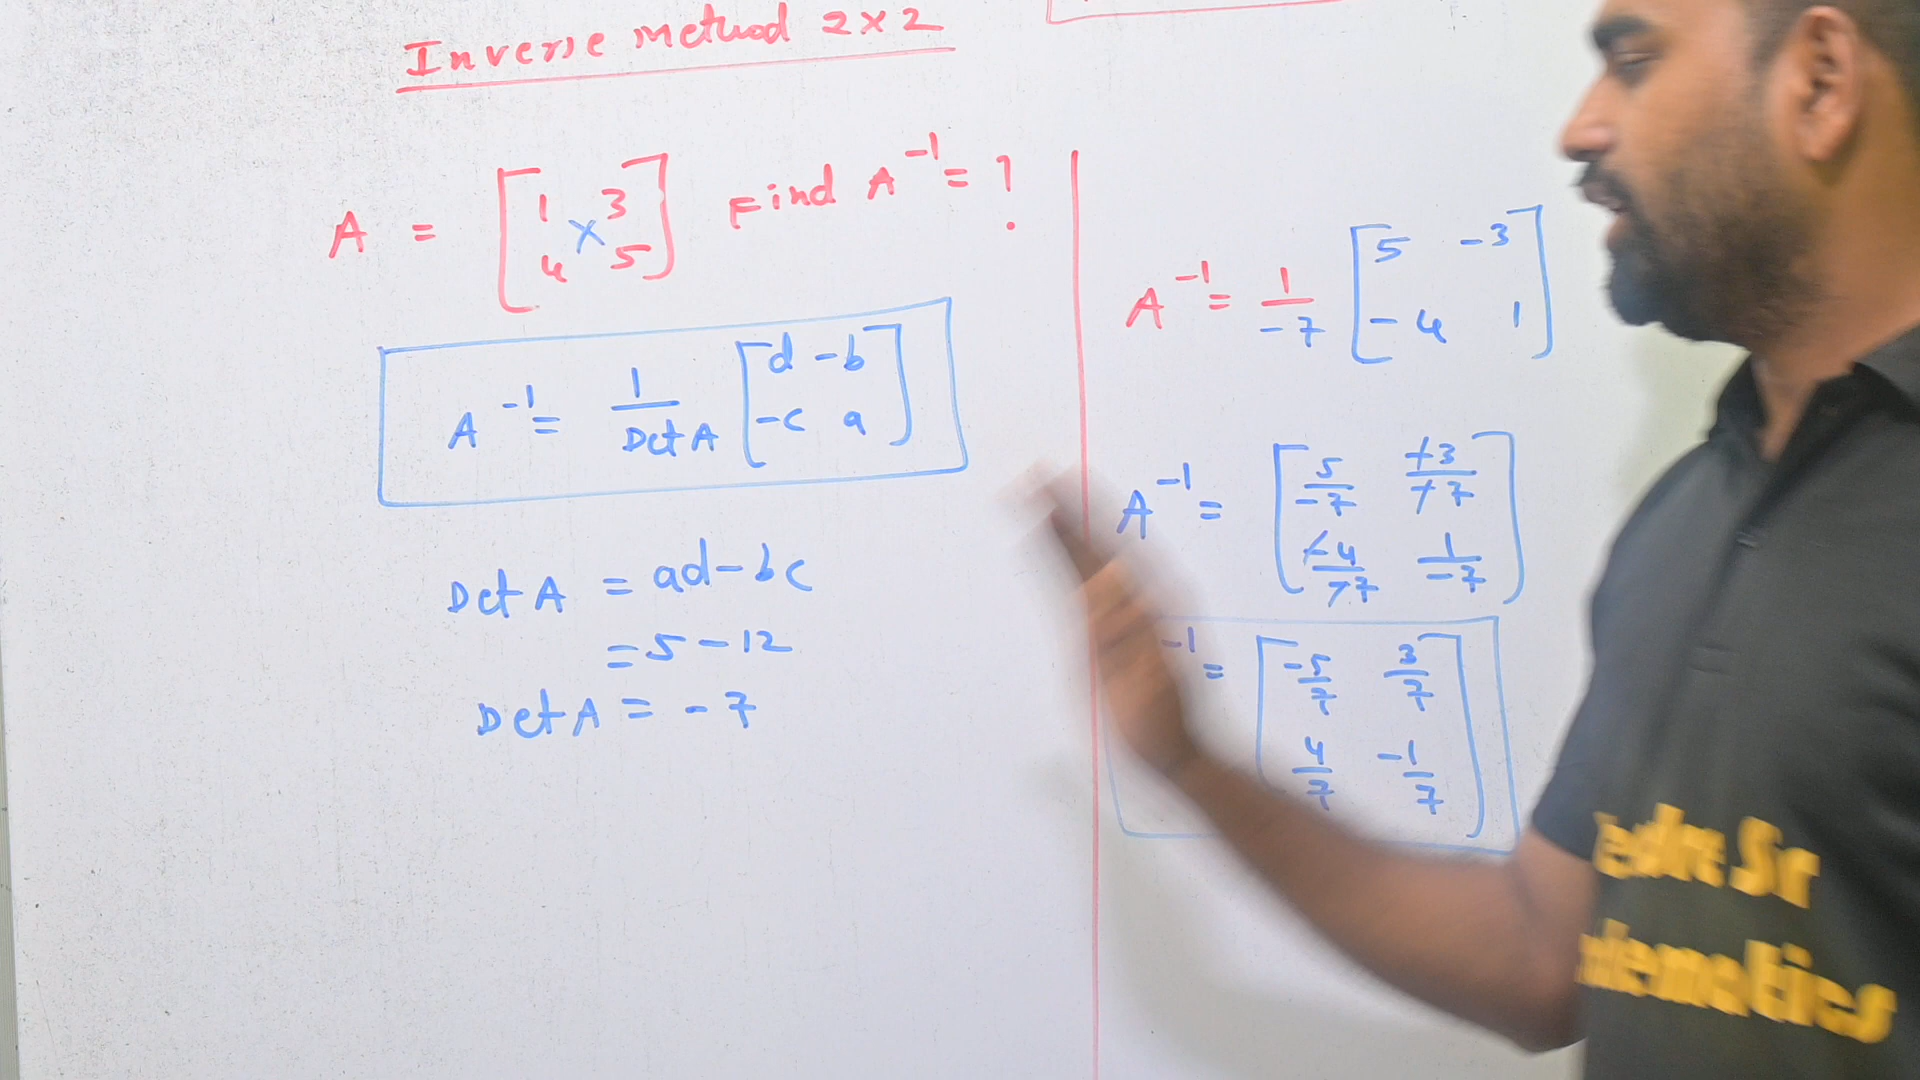 Inverse method 2x2
A = [1 3
4 5] Find A⁻¹ = ?
×
A⁻¹ = 1/Det A [d -b
-c a]
Det A = ad-bc
= 5-12
Det A = -7
A⁻¹ = 1/-7 [5 -3
-4 1]
A⁻¹ = [5/-7 -3/-7
-4/-7 1/-7]
⁻¹ = [-5/7 3/7
4/7 -1/7]
Sr